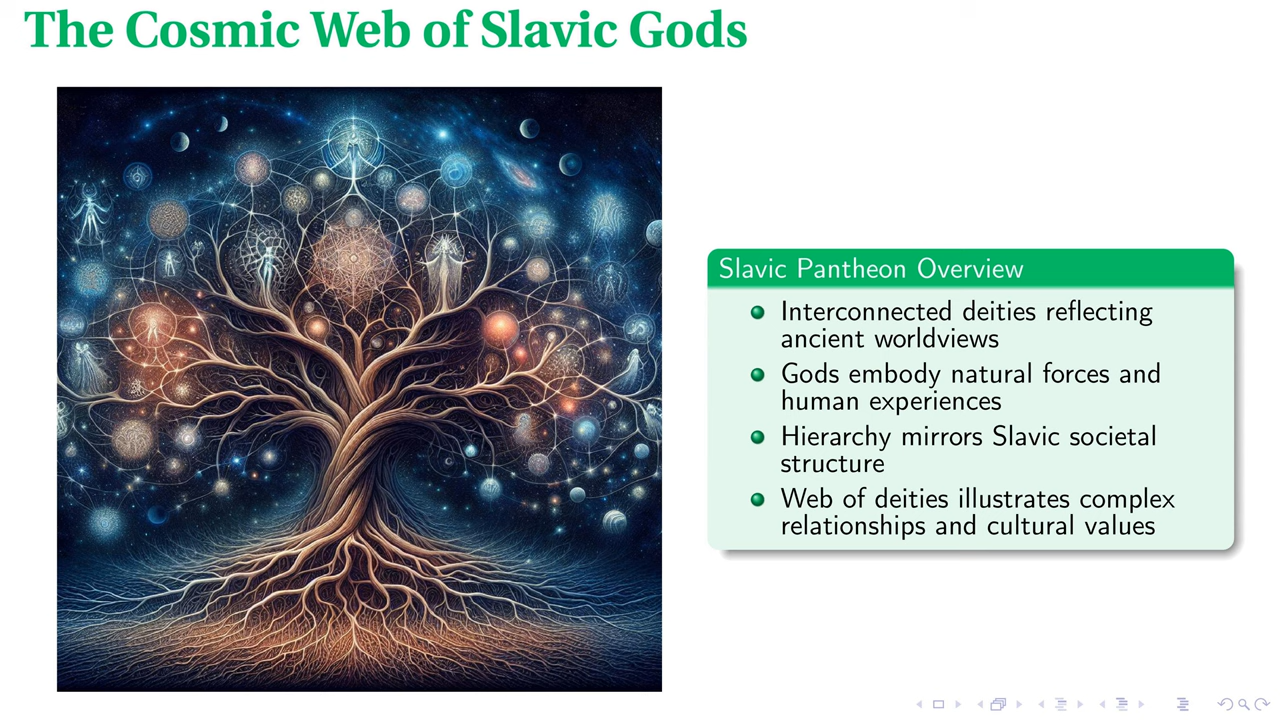 The Cosmic Web of Slavic Gods
Slavic Pantheon Overview
Interconnected deities reflecting
ancient worldviews
Gods embody natural forces and
human experiences
Hierarchy mirrors Slavic societal
structure
Web of deities illustrates complex
relationships and cultural values